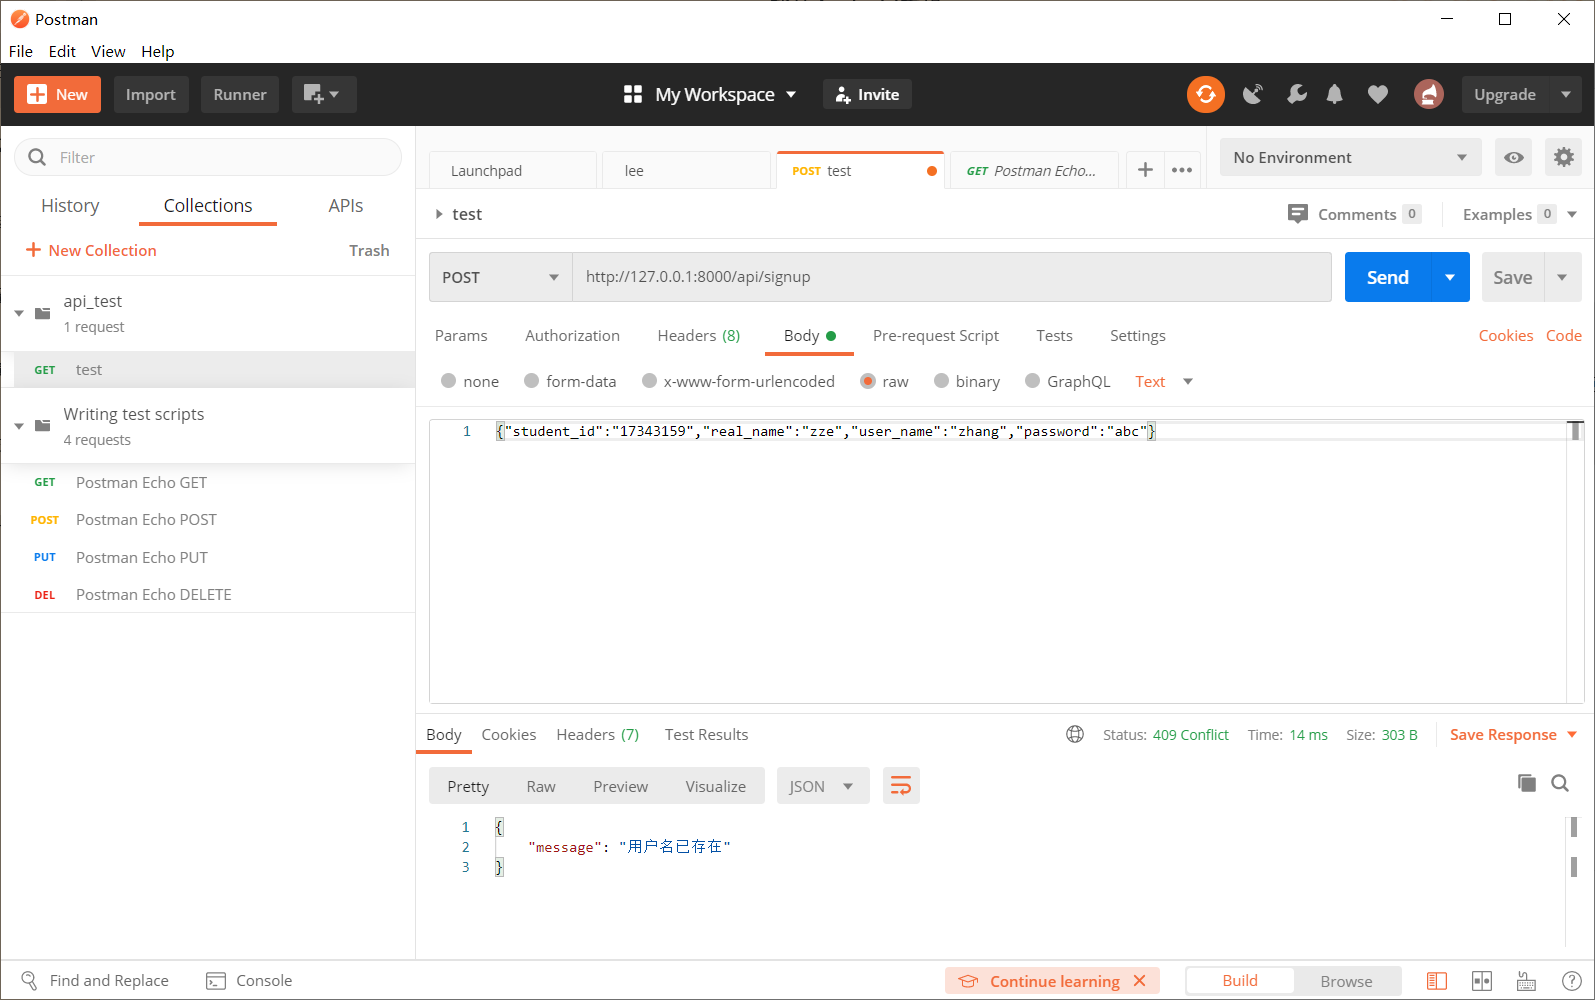 Postman
File Edit View Help
New Import Runner My Workspace Invite Upgrade
Filter
History Collections APIs
New Collection Trash
api_test
1 request
GET test
Writing test scripts
4 requests
GET Postman Echo GET
POST Postman Echo POST
PUT Postman Echo PUT
DEL Postman Echo DELETE
Launchpad lee POST test GET Postman Echo... No Environment
test Comments 0 Examples 0
POST http://127.0.0.1:8000/api/signup Send Save
Params Authorization Headers (8) Body Pre-request Script Tests Settings Cookies Code
none form-data x-www-form-urlencoded raw binary GraphQL Text
1 {"student_id":"17343159","real_name":"zze","user_name":"zhang","password":"abc"}
Body Cookies Headers (7) Test Results Status: 409 Conflict Time: 14 ms Size: 303 B Save Response
Pretty Raw Preview Visualize JSON
1 {
2 "message": "用户名已存在"
3 }
Find and Replace Console Continue learning Build Browse